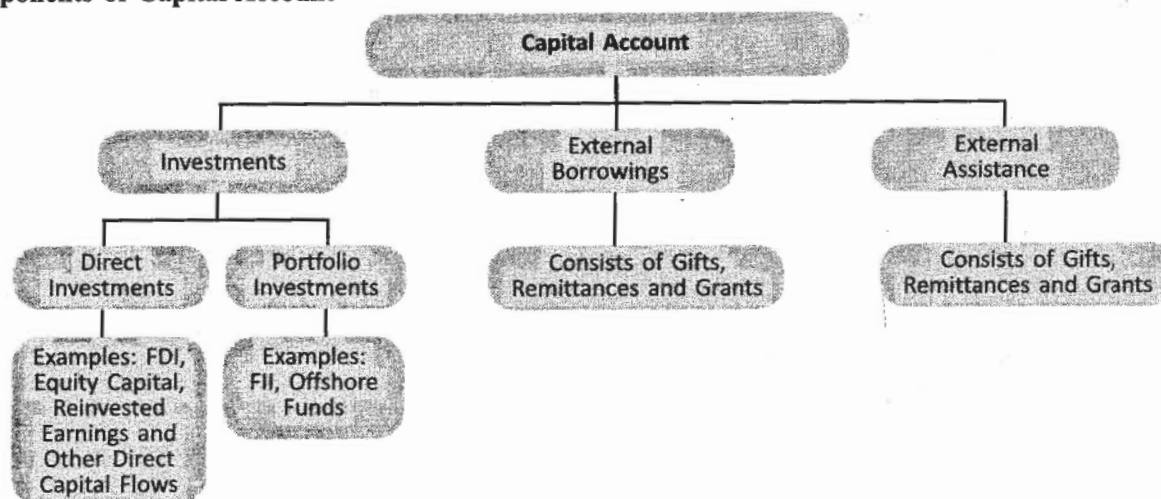 ponents of Capital Account
Capital Account
Investments
External
Borrowings
External
Assistance
Direct
Investments
Portfolio
Investments
Consists of Gifts,
Remittances and Grants
Consists of Gifts,
Remittances and Grants
Examples: FDI,
Equity Capital,
Reinvested
Earnings and
Other Direct
Capital Flows
Examples:
FII, Offshore
Funds